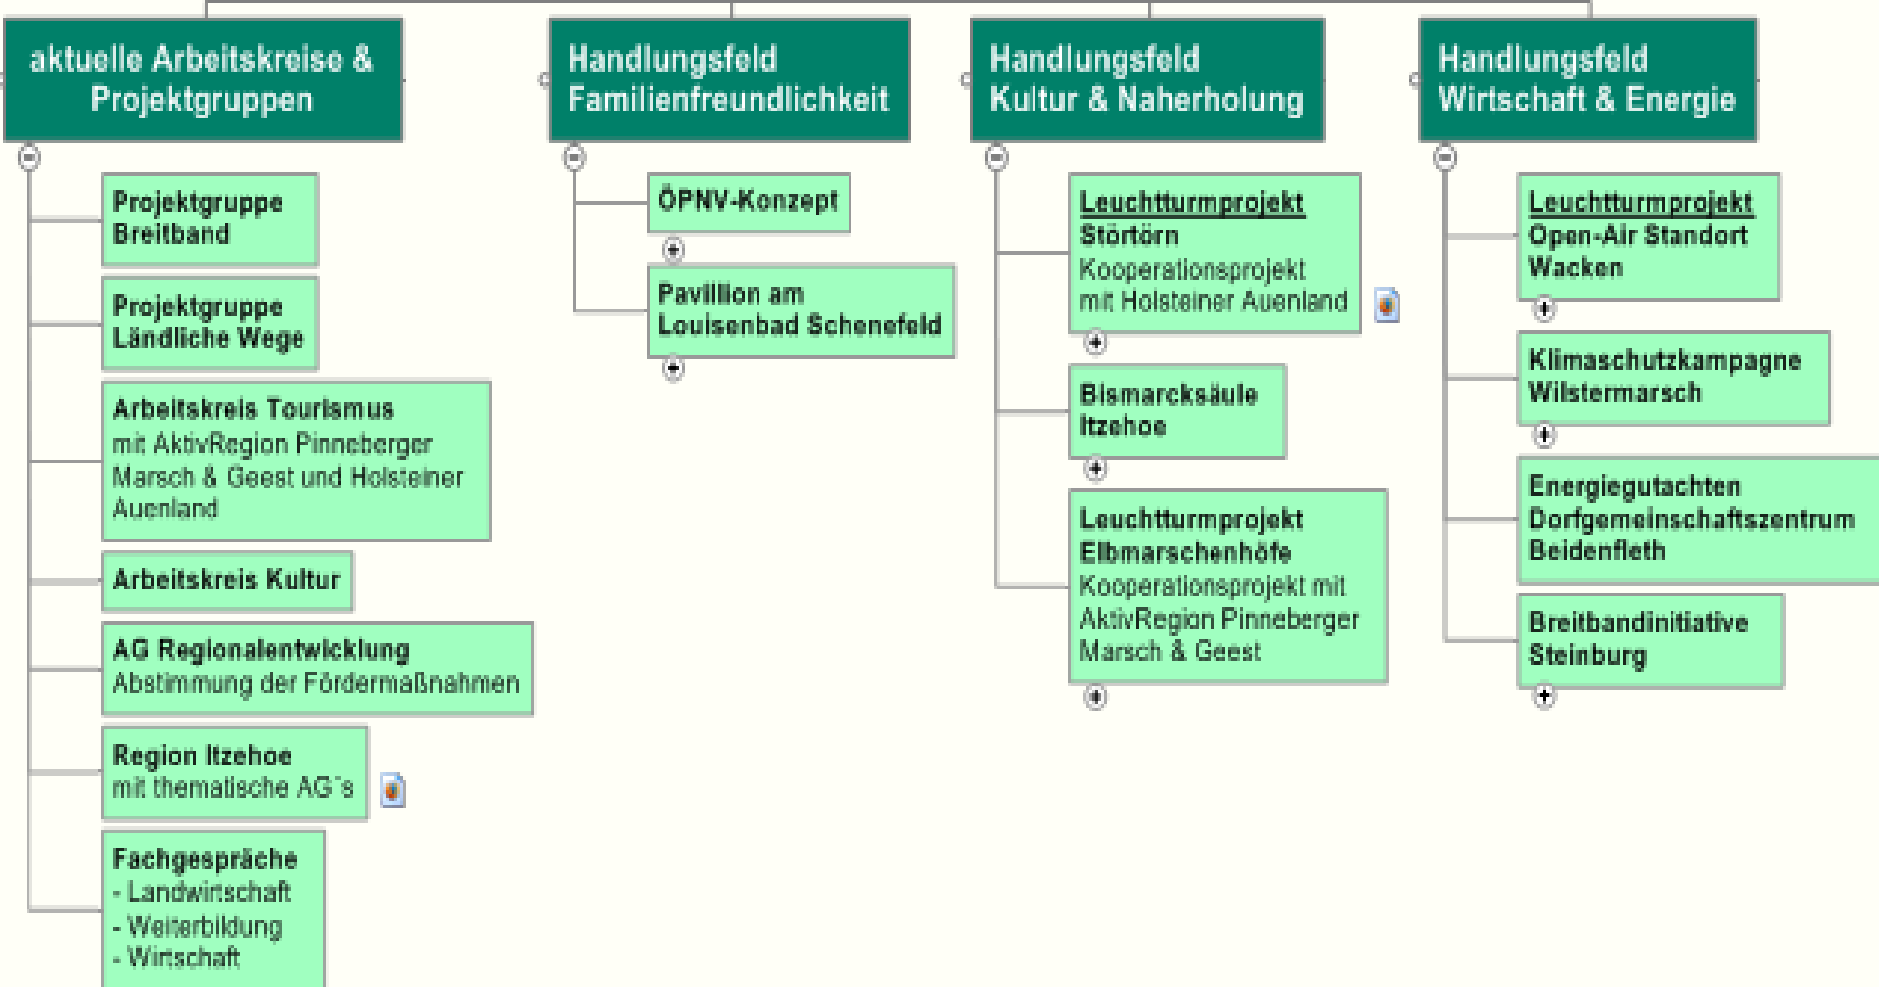 aktuelle Arbeitskreise &
Projektgruppen
Projektgruppe
Breitband
Projektgruppe
Ländliche Wege
Arbeitskreis Tourismus
mit AktivRegion Pinneberger
Marsch & Geest und Holsteiner
Auenland
Arbeitskreis Kultur
AG Regionalentwicklung
Abstimmung der Fördermaßnahmen
Region Itzehoe
mit thematische AG´s
Fachgespräche
- Landwirtschaft
- Weiterbildung
- Wirtschaft
Handlungsfeld
Familienfreundlichkeit
ÖPNV-Konzept
Pavillion am
Louisenbad Schenefeld
Handlungsfeld
Kultur & Naherholung
Leuchtturmprojekt
Störtörn
Kooperationsprojekt
mit Holsteiner Auenland
Bismarcksäule
Itzehoe
Leuchtturmprojekt
Elbmarschenhöfe
Kooperationsprojekt mit
AktivRegion Pinneberger
Marsch & Geest
Handlungsfeld
Wirtschaft & Energie
Leuchtturmprojekt
Open-Air Standort
Wacken
Klimaschutzkampagne
Wilstermarsch
Energiegutachten
Dorfgemeinschaftszentrum
Beidenfleth
Breitbandinitiative
Steinburg